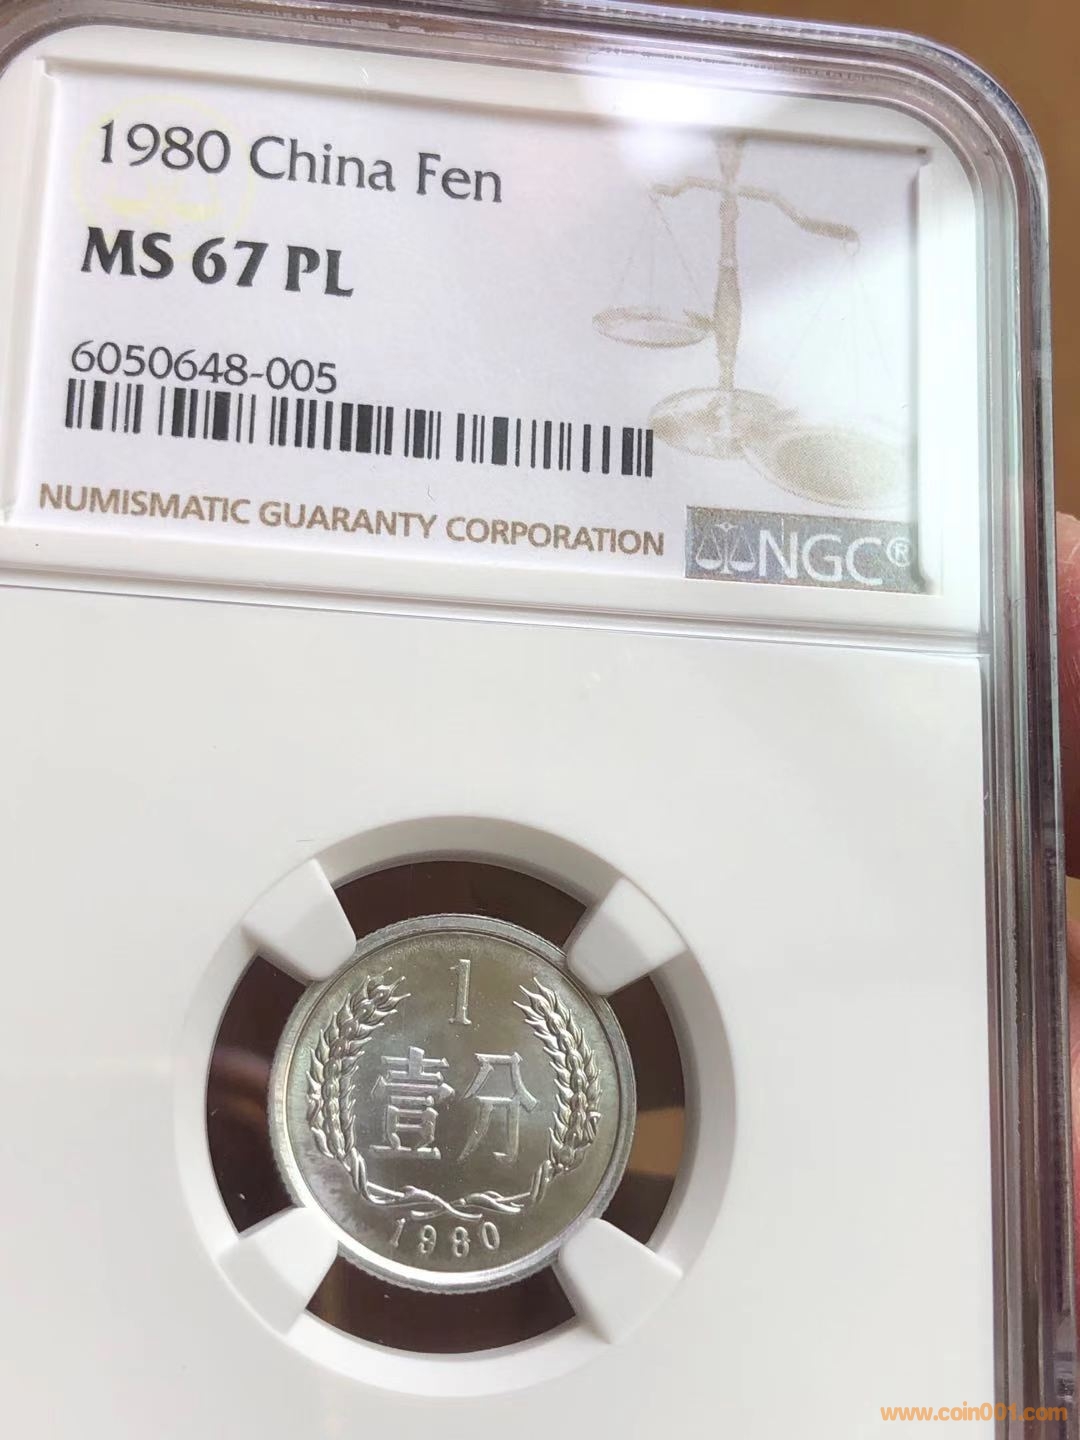 1980 China Fen
MS 67 PL
6050648-005
NUMISMATIC GUARANTY CORPORATION
NGC®
1
壹分
1980
www.coin001.com